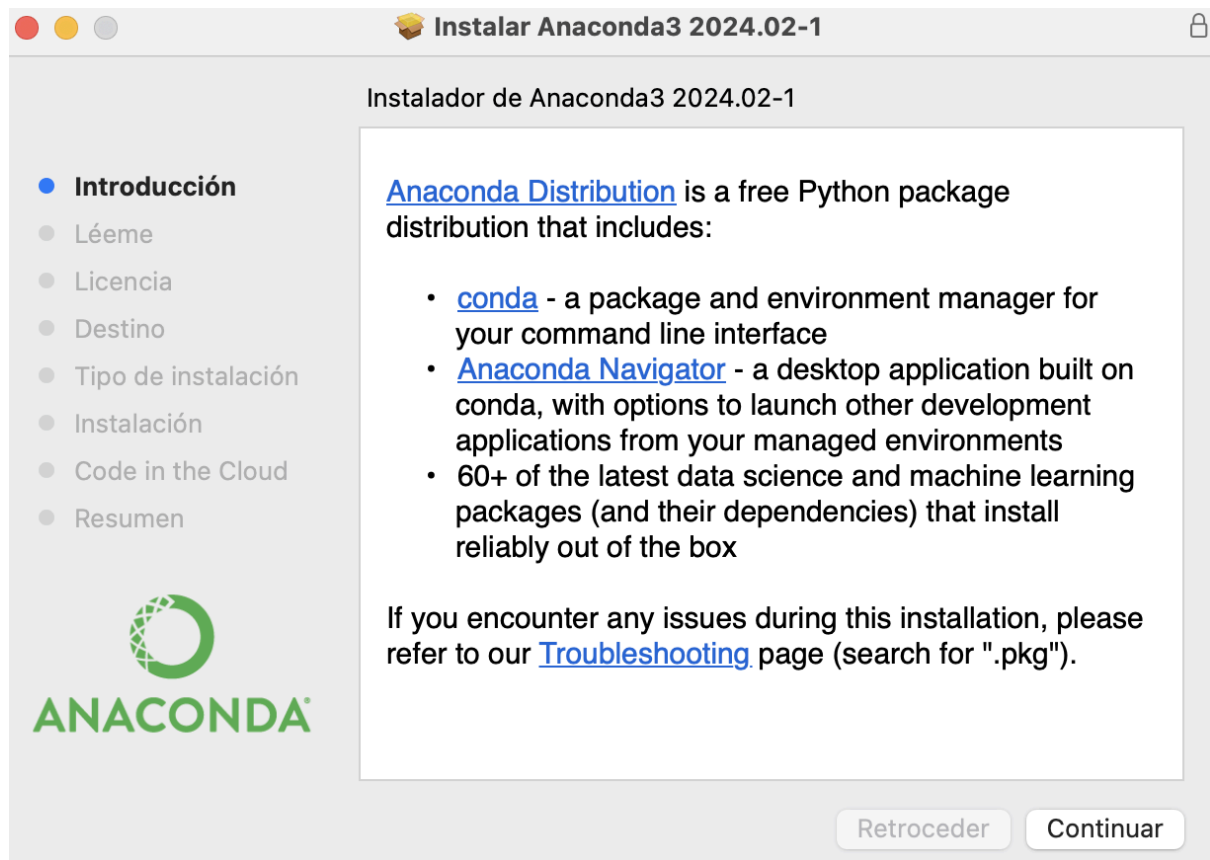 Instalar Anaconda3 2024.02-1
Instalador de Anaconda3 2024.02-1
Introducción
Léeme
Licencia
Destino
Tipo de instalación
Instalación
Code in the Cloud
Resumen
ANACONDA®
Anaconda Distribution is a free Python package
distribution that includes:
• conda - a package and environment manager for
your command line interface
• Anaconda Navigator - a desktop application built on
conda, with options to launch other development
applications from your managed environments
• 60+ of the latest data science and machine learning
packages (and their dependencies) that install
reliably out of the box
If you encounter any issues during this installation, please
refer to our Troubleshooting page (search for ".pkg").
Retroceder
Continuar